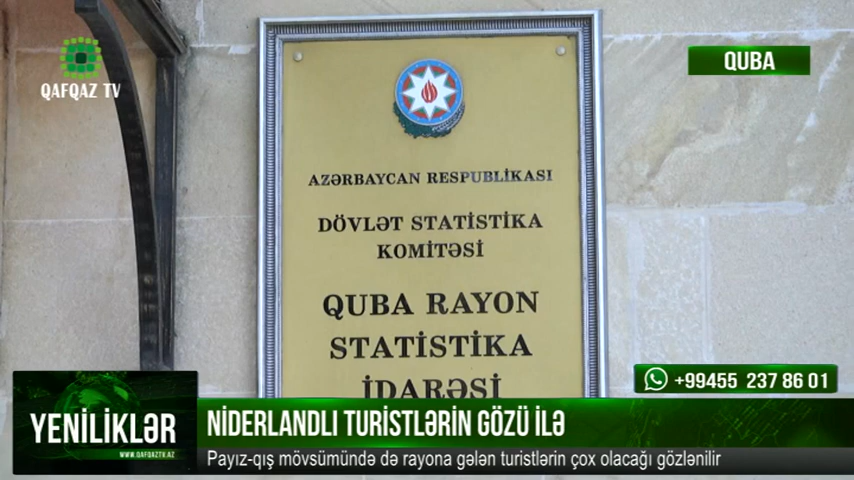 QAFQAZ TV
QUBA
AZƏRBAYCAN RESPUBLİKASI
DÖVLƏT STATİSTİKA
KOMİTƏSİ
QUBA RAYON
STATİSTİKA
İDARƏSİ
+99455 237 86 01
YENİLİKLƏR
WWW.QAFQAZTV.AZ
NİDERLANDLI TURİSTLƏRİN GÖZÜ İLƏ
Payız-qış mövsümündə də rayona gələn turistlərin çox olacağı gözlənilir